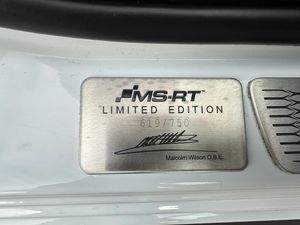 MS-RT
LIMITED EDITION
619/750
Malcolm Wilson O.B.E.